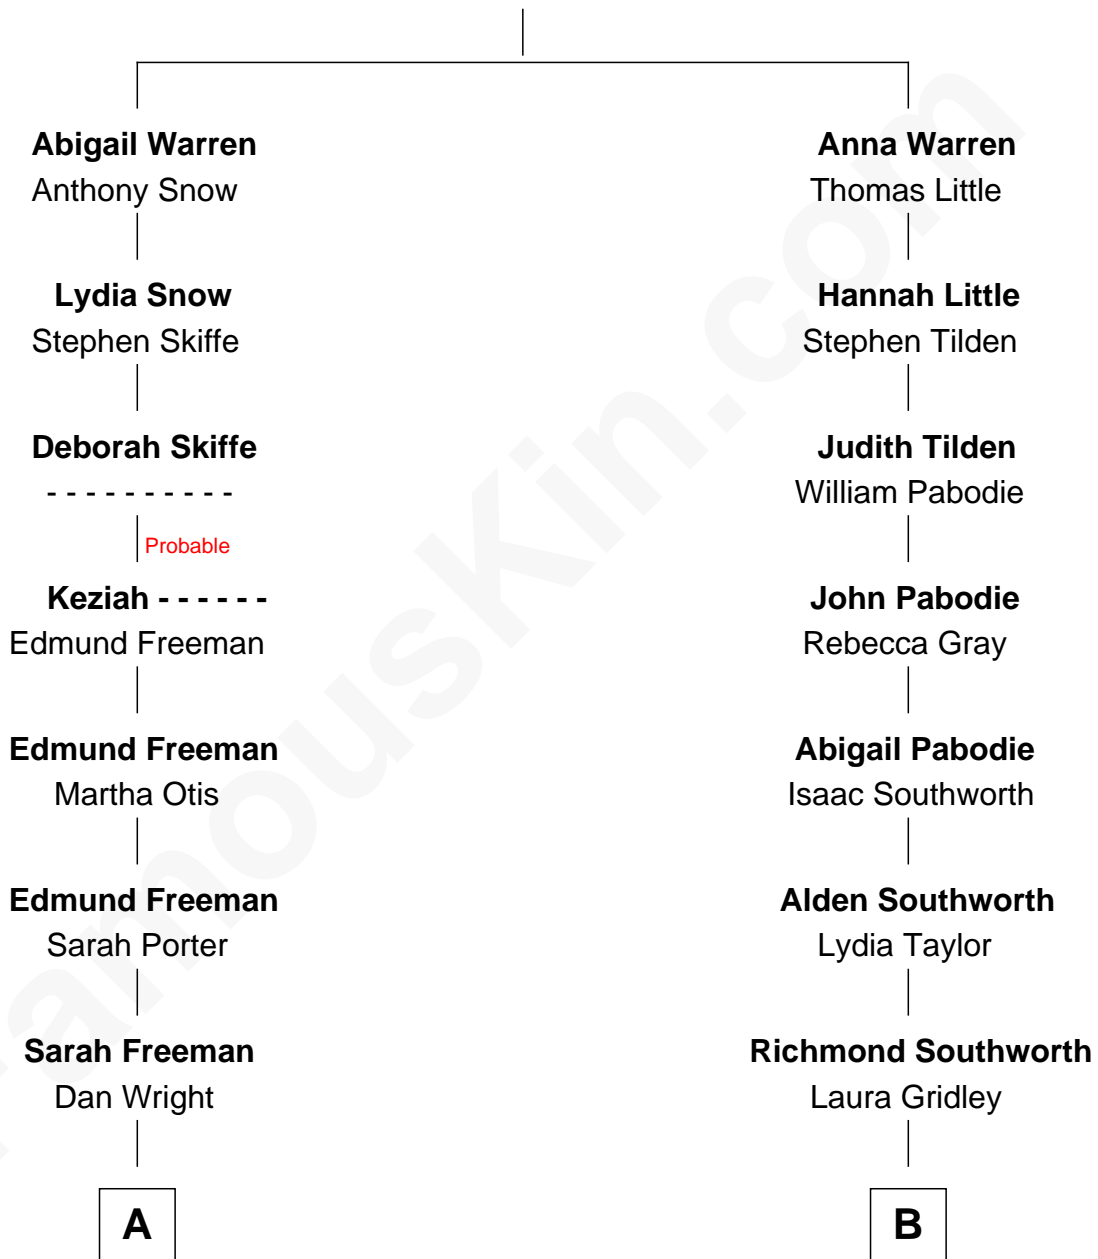 Abigail Warren
Anthony Snow
Anna Warren
Thomas Little
Lydia Snow
Stephen Skiffe
Hannah Little
Stephen Tilden
Deborah Skiffe
- - - - - - - - - -
Judith Tilden
William Pabodie
Probable
Keziah - - - - - -
Edmund Freeman
John Pabodie
Rebecca Gray
Edmund Freeman
Martha Otis
Abigail Pabodie
Isaac Southworth
Edmund Freeman
Sarah Porter
Alden Southworth
Lydia Taylor
Sarah Freeman
Dan Wright
Richmond Southworth
Laura Gridley
A
B
FamousKin.com